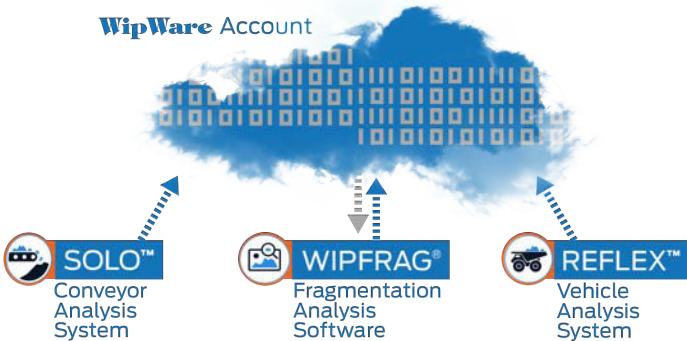 WipWare Account
SOLO™
Conveyor
Analysis
System
WIPFRAG®
Fragmentation
Analysis
Software
REFLEX™
Vehicle
Analysis
System